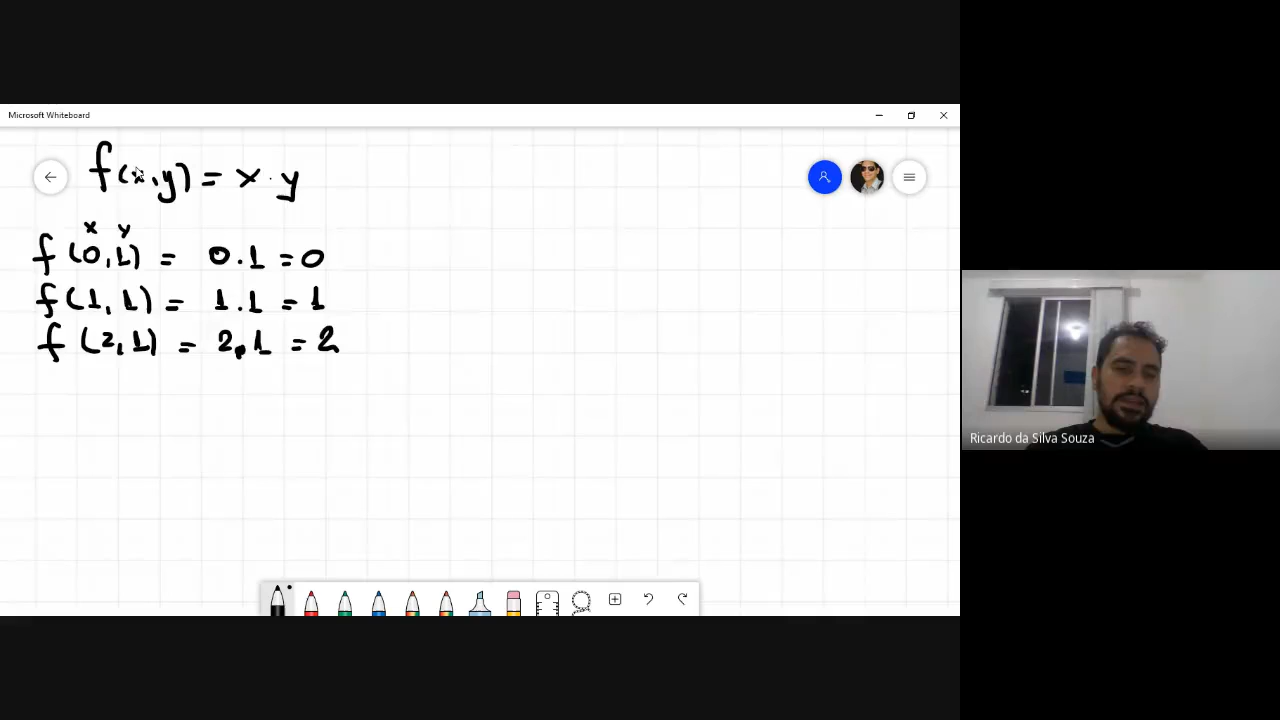 Microsoft Whiteboard
f(x,y) = x · y
x y
f(0,1) = 0.1 = 0
f(1,1) = 1.1 = 1
f(2,1) = 2.1 = 2
Ricardo da Silva Souza